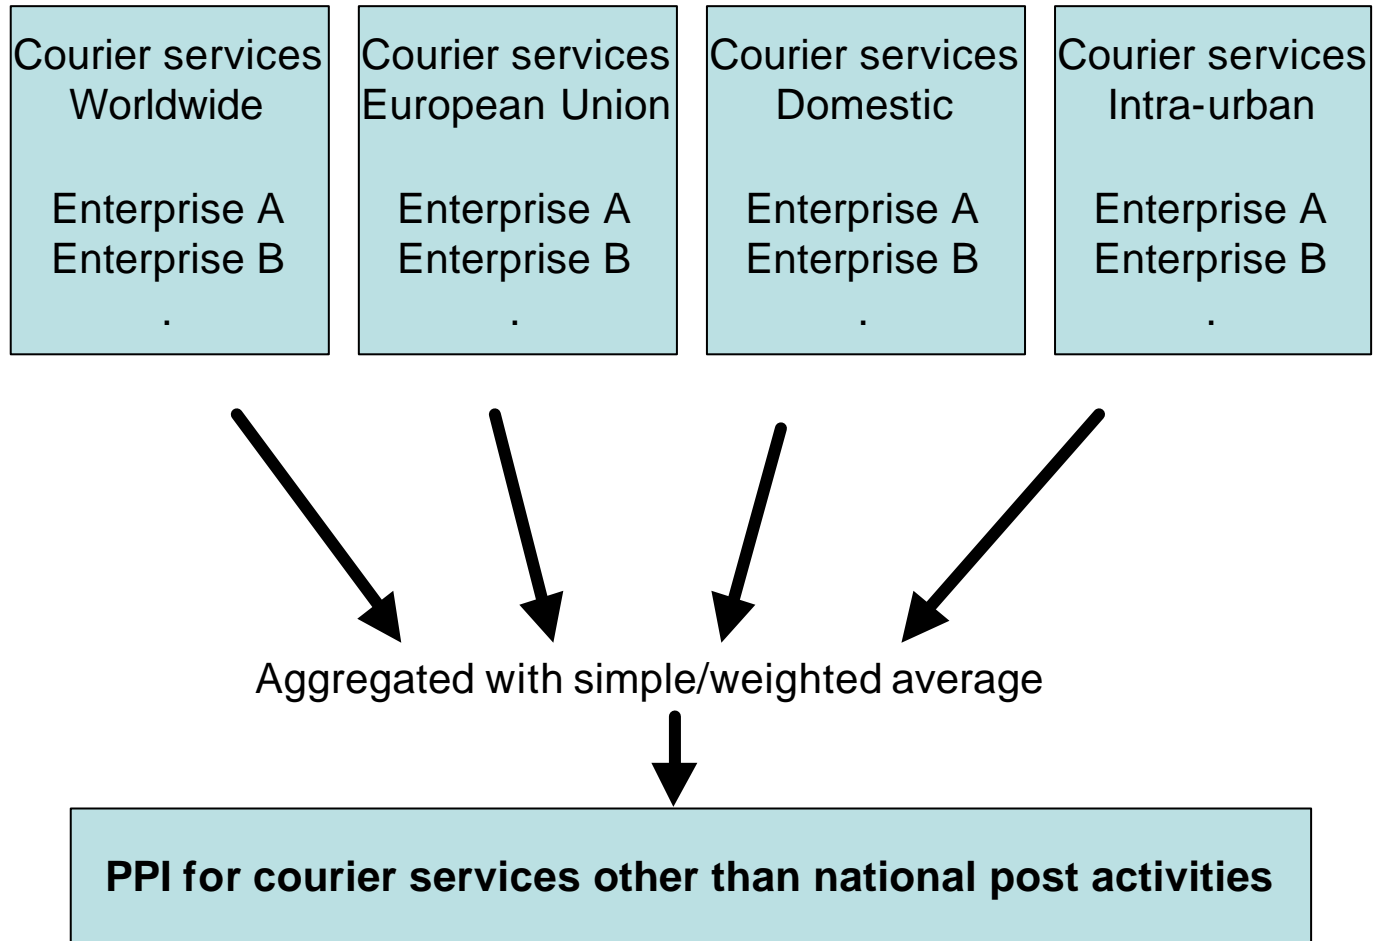 Courier services
Worldwide
Enterprise A
Enterprise B
.
Courier services
European Union
Enterprise A
Enterprise B
.
Courier services
Domestic
Enterprise A
Enterprise B
.
Courier services
Intra-urban
Enterprise A
Enterprise B
.
Aggregated with simple/weighted average
PPI for courier services other than national post activities